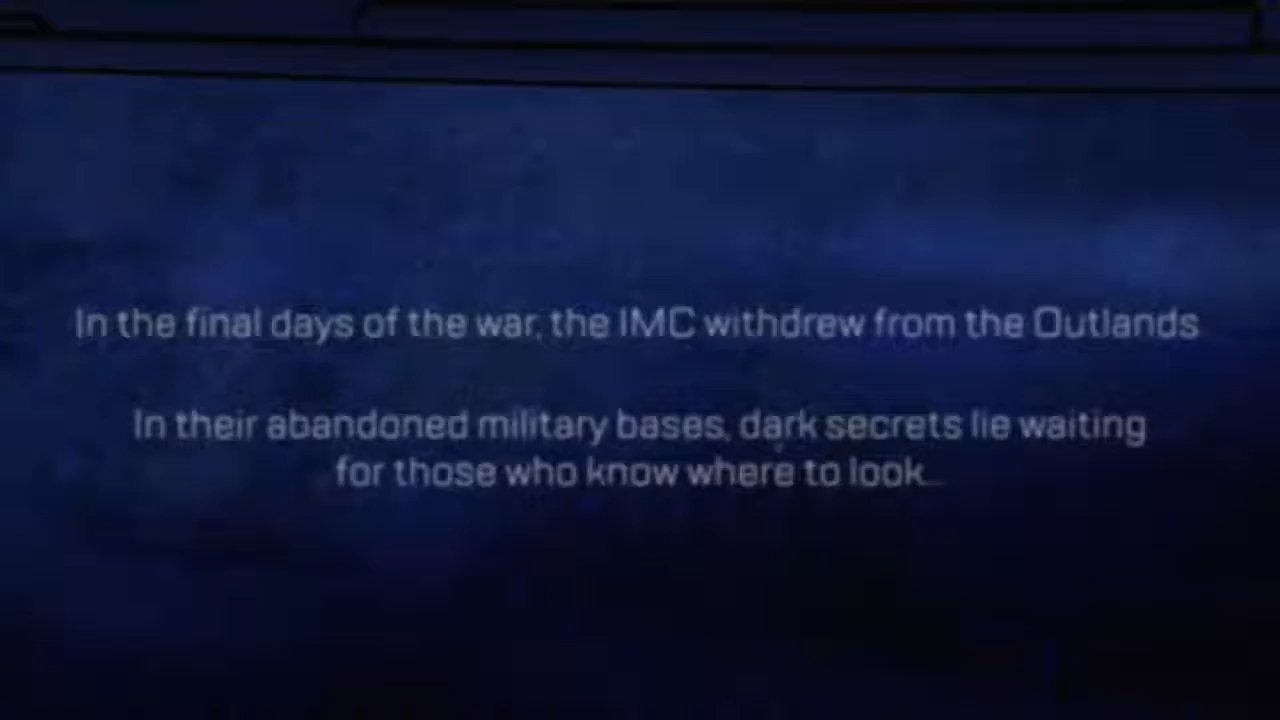 In the final days of the war, the IMC withdrew from the Outlands
In their abandoned military bases, dark secrets lie waiting
for those who know where to look...